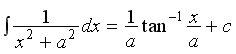 ∫ 1/(x² + a²) dx = 1/a tan⁻¹ x/a + c